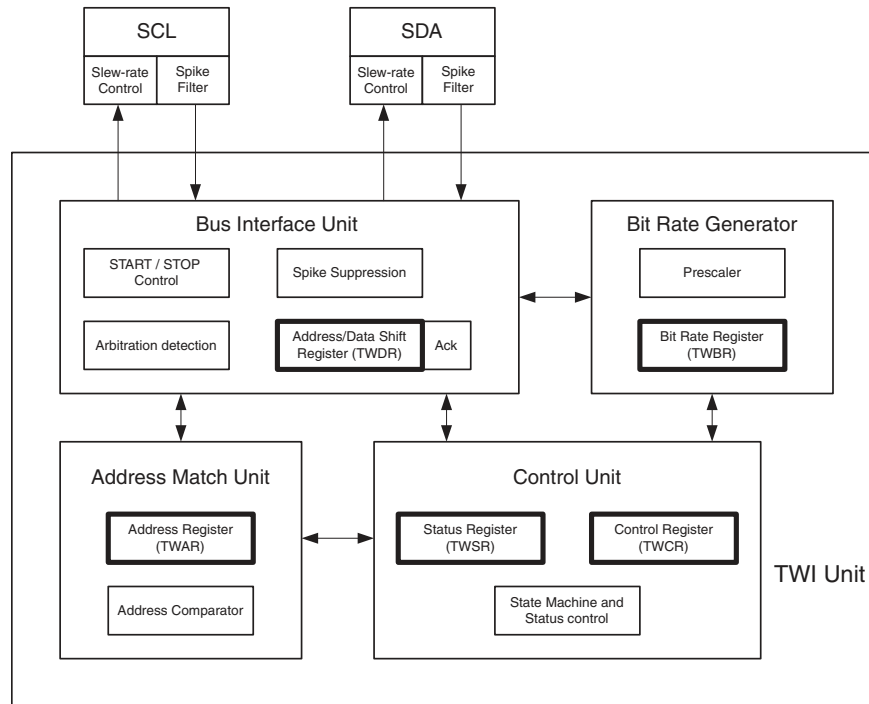 SCL
SDA
Slew-rate
Control
Spike
Filter
Slew-rate
Control
Spike
Filter
Bus Interface Unit
START / STOP
Control
Spike Suppression
Arbitration detection
Address/Data Shift
Register (TWDR)
Ack
Bit Rate Generator
Prescaler
Bit Rate Register
(TWBR)
Address Match Unit
Address Register
(TWAR)
Address Comparator
Control Unit
Status Register
(TWSR)
Control Register
(TWCR)
State Machine and
Status control
TWI Unit